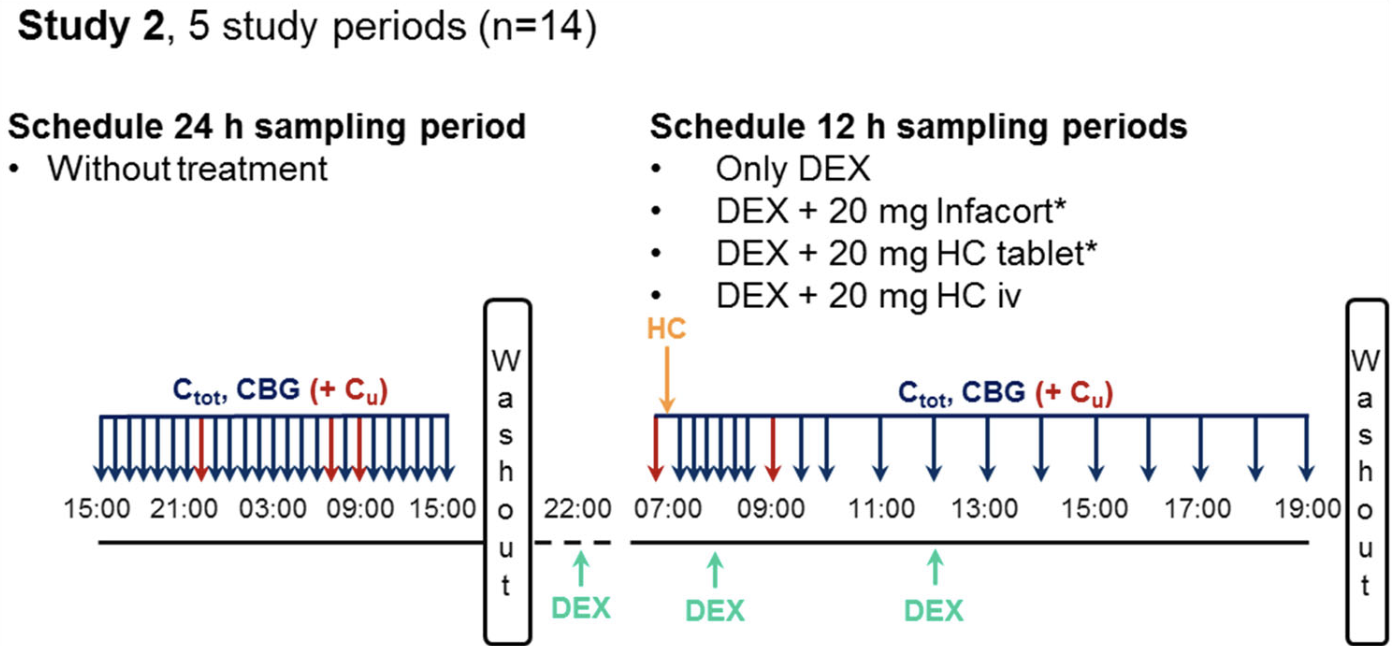 Study 2, 5 study periods (n=14)
Schedule 24 h sampling period
• Without treatment
Schedule 12 h sampling periods
• Only DEX
• DEX + 20 mg Infacort*
• DEX + 20 mg HC tablet*
• DEX + 20 mg HC iv
HC
Ctot, CBG (+ Cu)
Ctot, CBG (+ Cu)
15:00 21:00 03:00 09:00 15:00
Washout
22:00 07:00 09:00 11:00 13:00 15:00 17:00 19:00
Washout
DEX DEX DEX